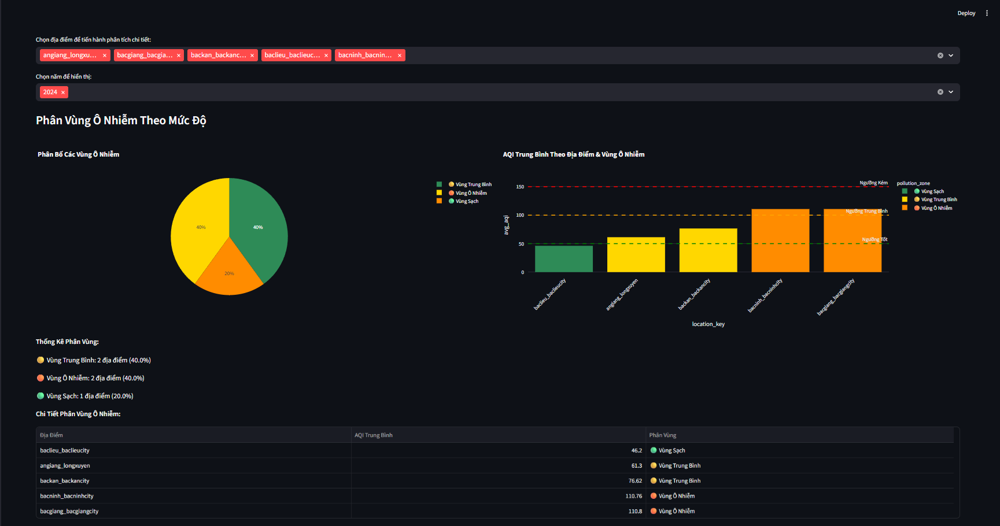 Deploy
Chọn địa điểm để tiến hành phân tích chi tiết:
angiang_longxu... × bacgiang_bacgia... × backan_backanc... × baclieu_baclieuc... × bacninh_bacnin... ×
Chọn năm để hiển thị:
2024 ×
Phân Vùng Ô Nhiễm Theo Mức Độ
Phân Bố Các Vùng Ô Nhiễm
40%
40%
20%
Vùng Trung Bình
Vùng Ô Nhiễm
Vùng Sạch
AQI Trung Bình Theo Địa Điểm & Vùng Ô Nhiễm
avg_aqi
150
100
50
0
Ngưỡng Kém
Ngưỡng Trung Bình
Ngưỡng Tốt
baclieu_baclieucity
angiang_longxuyen
backan_backancity
bacninh_bacninhcity
bacgiang_bacgiangcity
location_key
pollution_zone
Vùng Sạch
Vùng Trung Bình
Vùng Ô Nhiễm
Thống Kê Phân Vùng:
Vùng Trung Bình: 2 địa điểm (40.0%)
Vùng Ô Nhiễm: 2 địa điểm (40.0%)
Vùng Sạch: 1 địa điểm (20.0%)
Chi Tiết Phân Vùng Ô Nhiễm:
Địa Điểm AQI Trung Bình Phân Vùng
baclieu_baclieucity 46.2 Vùng Sạch
angiang_longxuyen 61.3 Vùng Trung Bình
backan_backancity 76.62 Vùng Trung Bình
bacninh_bacninhcity 110.76 Vùng Ô Nhiễm
bacgiang_bacgiangcity 110.8 Vùng Ô Nhiễm